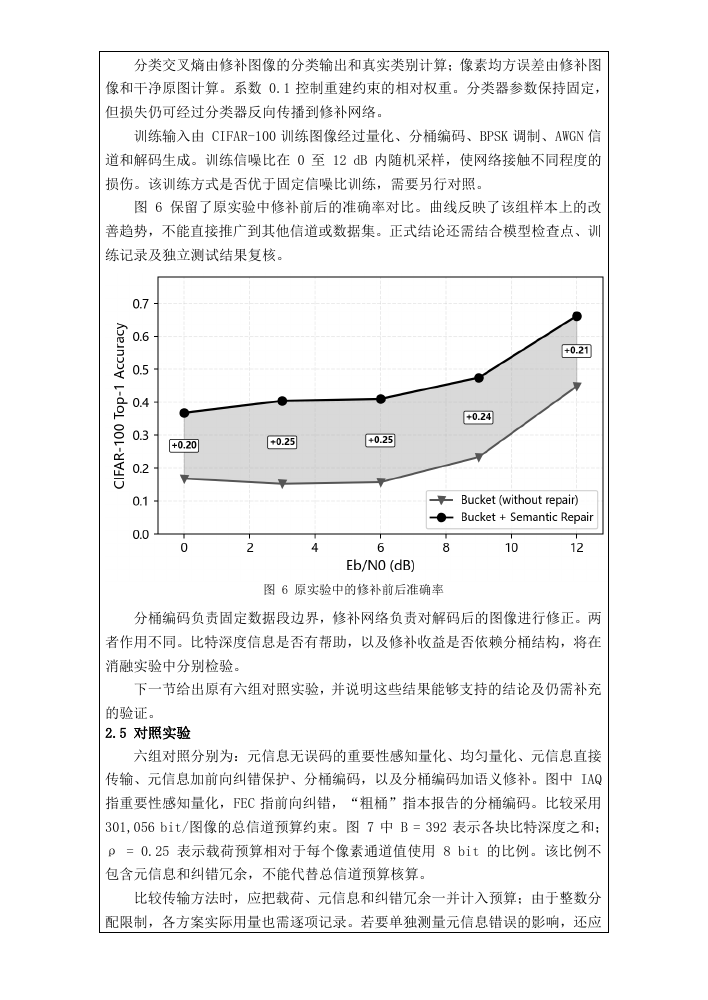 分类交叉熵由修补图像的分类输出和真实类别计算；像素均方误差由修补图
像和干净原图计算。系数 0.1 控制重建约束的相对权重。分类器参数保持固定，
但损失仍可经过分类器反向传播到修补网络。
训练输入由 CIFAR-100 训练图像经过量化、分桶编码、BPSK 调制、AWGN 信
道和解码生成。训练信噪比在 0 至 12 dB 内随机采样，使网络接触不同程度的
损伤。该训练方式是否优于固定信噪比训练，需要另行对照。
图 6 保留了原实验中修补前后的准确率对比。曲线反映了该组样本上的改
善趋势，不能直接推广到其他信道或数据集。正式结论还需结合模型检查点、训
练记录及独立测试结果复核。
CIFAR-100 Top-1 Accuracy
0.7
0.6
0.5
0.4
0.3
0.2
0.1
0.0
+0.20
+0.25
+0.25
+0.24
+0.21
Bucket (without repair)
Bucket + Semantic Repair
0 2 4 6 8 10 12
Eb/N0 (dB)
图 6 原实验中的修补前后准确率
分桶编码负责固定数据段边界，修补网络负责对解码后的图像进行修正。两
者作用不同。比特深度信息是否有帮助，以及修补收益是否依赖分桶结构，将在
消融实验中分别检验。
下一节给出原有六组对照实验，并说明这些结果能够支持的结论及仍需补充
的验证。
2.5 对照实验
六组对照分别为：元信息无误码的重要性感知量化、均匀量化、元信息直接
传输、元信息加前向纠错保护、分桶编码，以及分桶编码加语义修补。图中 IAQ
指重要性感知量化，FEC 指前向纠错，“粗桶”指本报告的分桶编码。比较采用
301,056 bit/图像的总信道预算约束。图 7 中 B = 392 表示各块比特深度之和；
ρ = 0.25 表示载荷预算相对于每个像素通道值使用 8 bit 的比例。该比例不
包含元信息和纠错冗余，不能代替总信道预算核算。
比较传输方法时，应把载荷、元信息和纠错冗余一并计入预算；由于整数分
配限制，各方案实际用量也需逐项记录。若要单独测量元信息错误的影响，还应